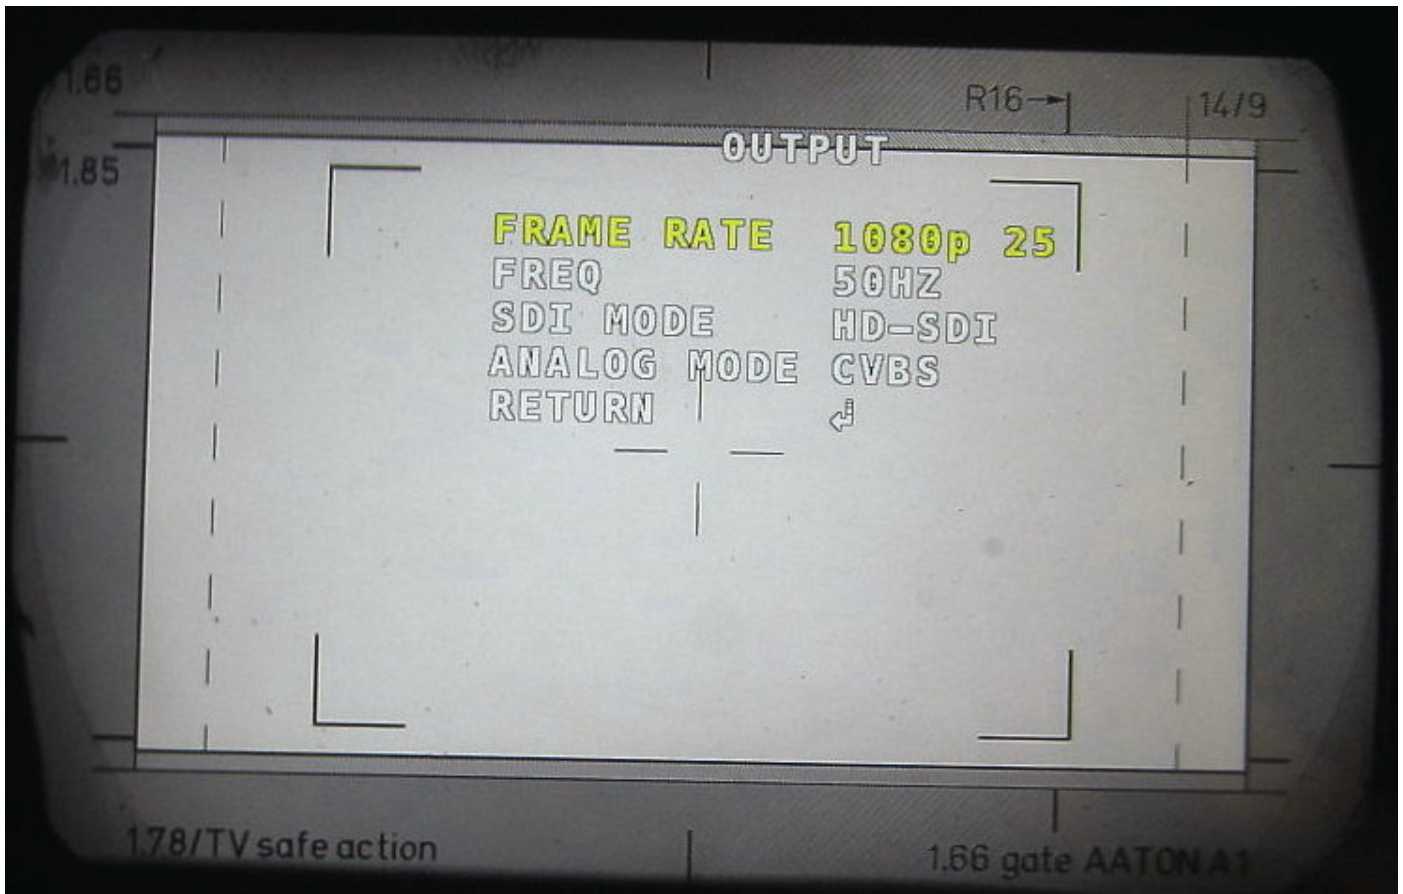 1.66
R16
14/9
OUTPUT
1.85
FRAME RATE 1080p 25
FREQ 50HZ
SDI MODE HD-SDI
ANALOG MODE CVBS
RETURN
1.78/TV safe action
1.66 gate AATON A1